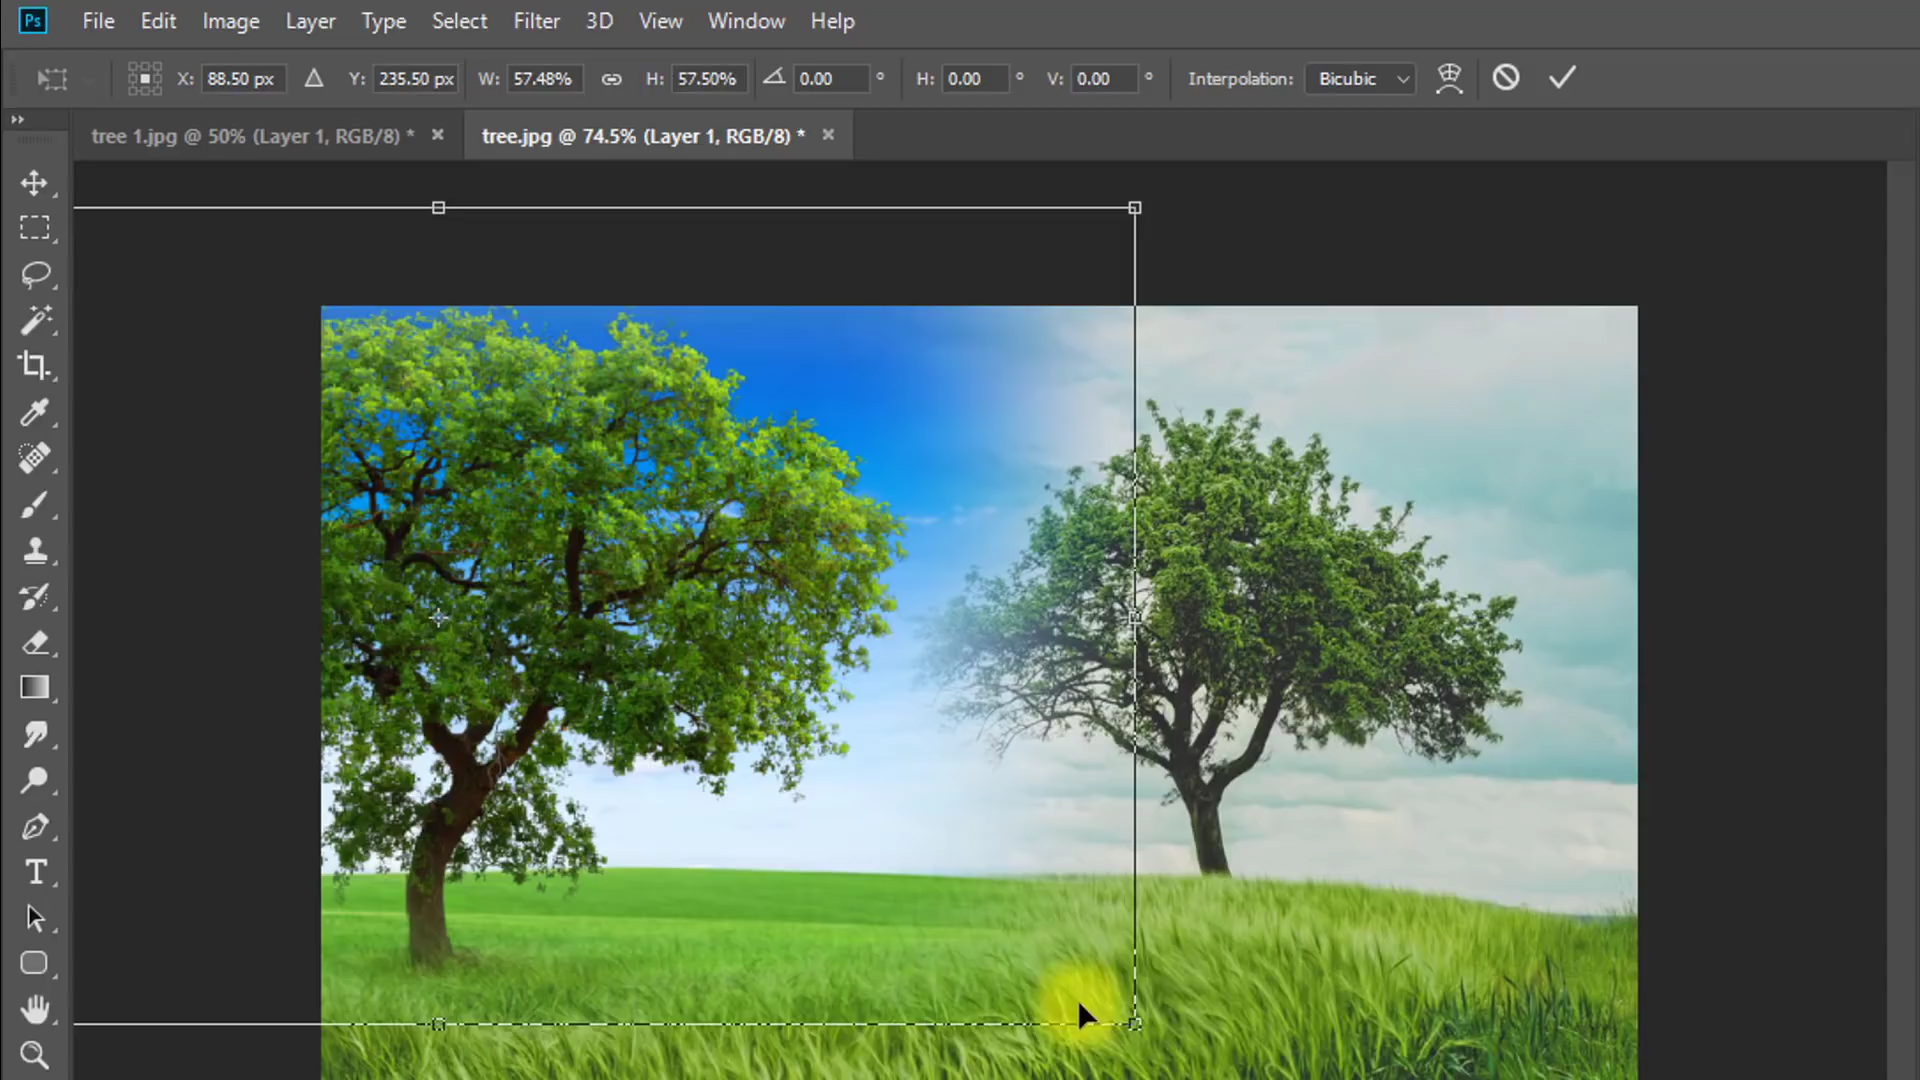 Ps File Edit Image Layer Type Select Filter 3D View Window Help
X: 88.50 px Y: 235.50 px W: 57.48% H: 57.50% 0.00 ° H: 0.00 ° V: 0.00 ° Interpolation: Bicubic
tree 1.jpg @ 50% (Layer 1, RGB/8) * × tree.jpg @ 74.5% (Layer 1, RGB/8) * ×
T